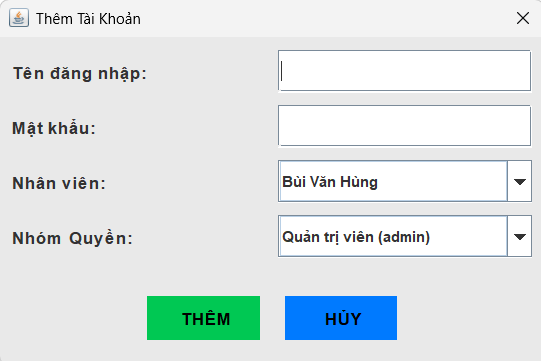 Thêm Tài Khoản
Tên đăng nhập:
Mật khẩu:
Nhân viên:
Bùi Văn Hùng
Nhóm Quyền:
Quản trị viên (admin)
THÊM
HỦY